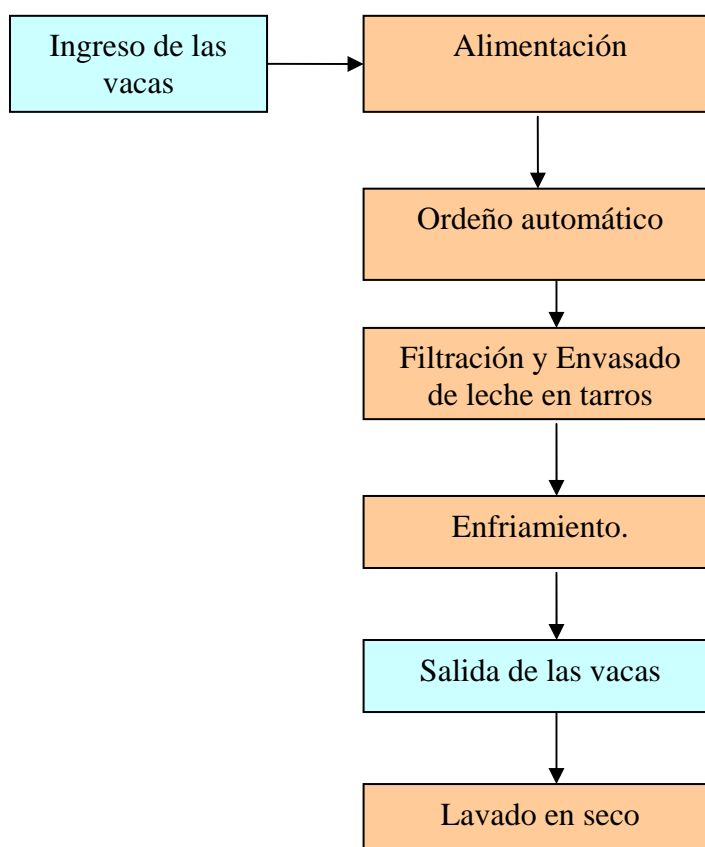 Ingreso de las
vacas
Alimentación
Ordeño automático
Filtración y Envasado
de leche en tarros
Enfriamiento.
Salida de las vacas
Lavado en seco